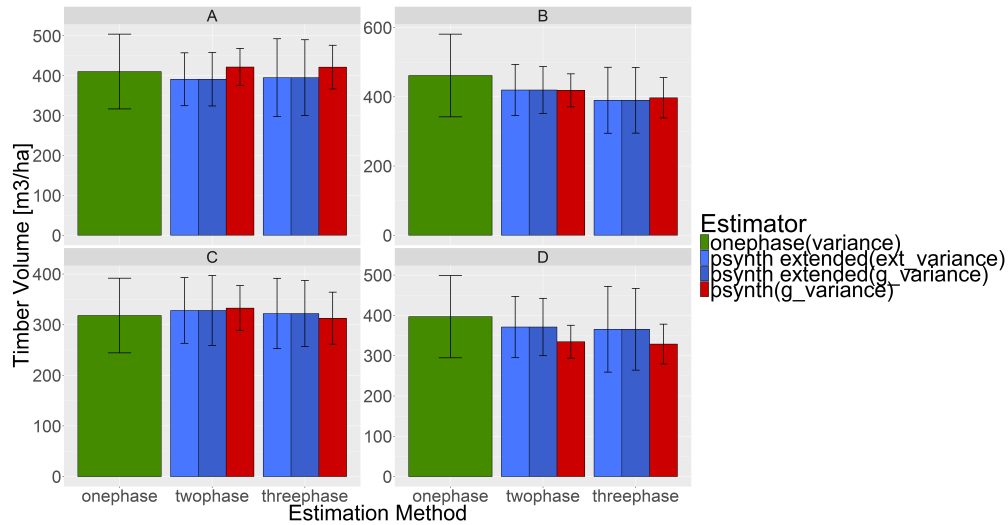 A
B
500
400
300
200
100
0
600
400
200
0
C
D
300
200
100
0
500
400
300
200
100
0
onephase
twophase
threephase
onephase
twophase
threephase
Timber Volume [m3/ha]
Estimation Method
Estimator
onephase(variance)
psynth extended(ext_variance)
psynth extended(g_variance)
psynth(g_variance)